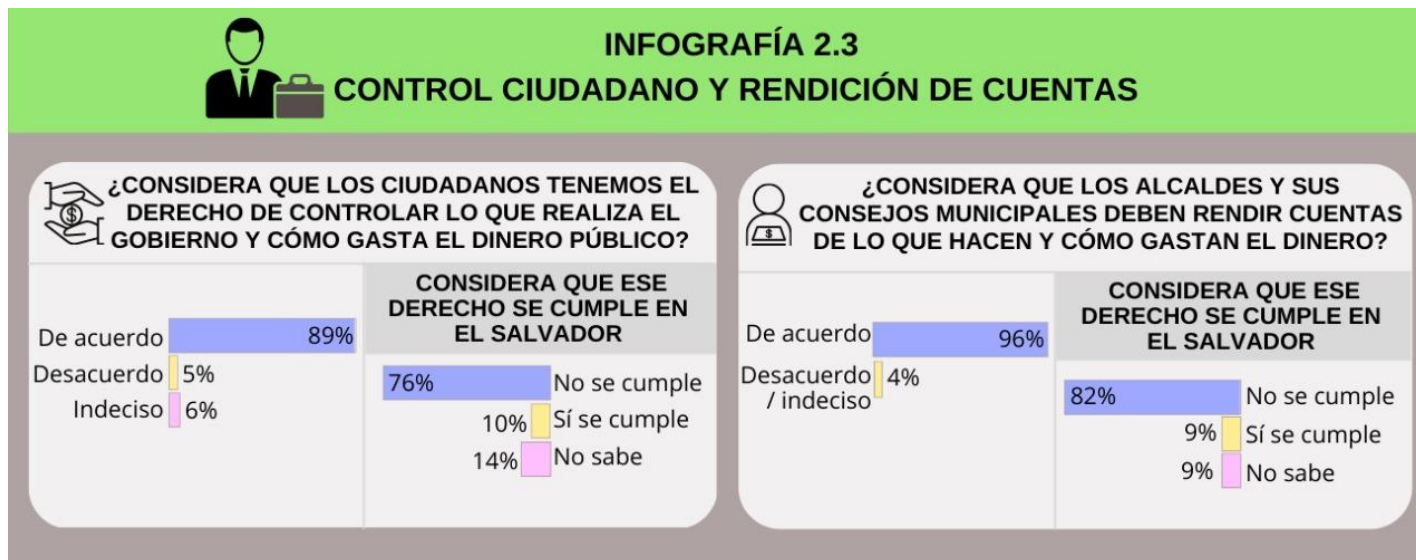 INFOGRAFÍA 2.3
CONTROL CIUDADANO Y RENDICIÓN DE CUENTAS
¿CONSIDERA QUE LOS CIUDADANOS TENEMOS EL
DERECHO DE CONTROLAR LO QUE REALIZA EL
GOBIERNO Y CÓMO GASTA EL DINERO PÚBLICO?
De acuerdo 89%
Desacuerdo 5%
Indeciso 6%
CONSIDERA QUE ESE
DERECHO SE CUMPLE EN
EL SALVADOR
76% No se cumple
10% Sí se cumple
14% No sabe
¿CONSIDERA QUE LOS ALCALDES Y SUS
CONSEJOS MUNICIPALES DEBEN RENDIR CUENTAS
DE LO QUE HACEN Y CÓMO GASTAN EL DINERO?
De acuerdo 96%
Desacuerdo 4%
/ indeciso
CONSIDERA QUE ESE
DERECHO SE CUMPLE EN
EL SALVADOR
82% No se cumple
9% Sí se cumple
9% No sabe